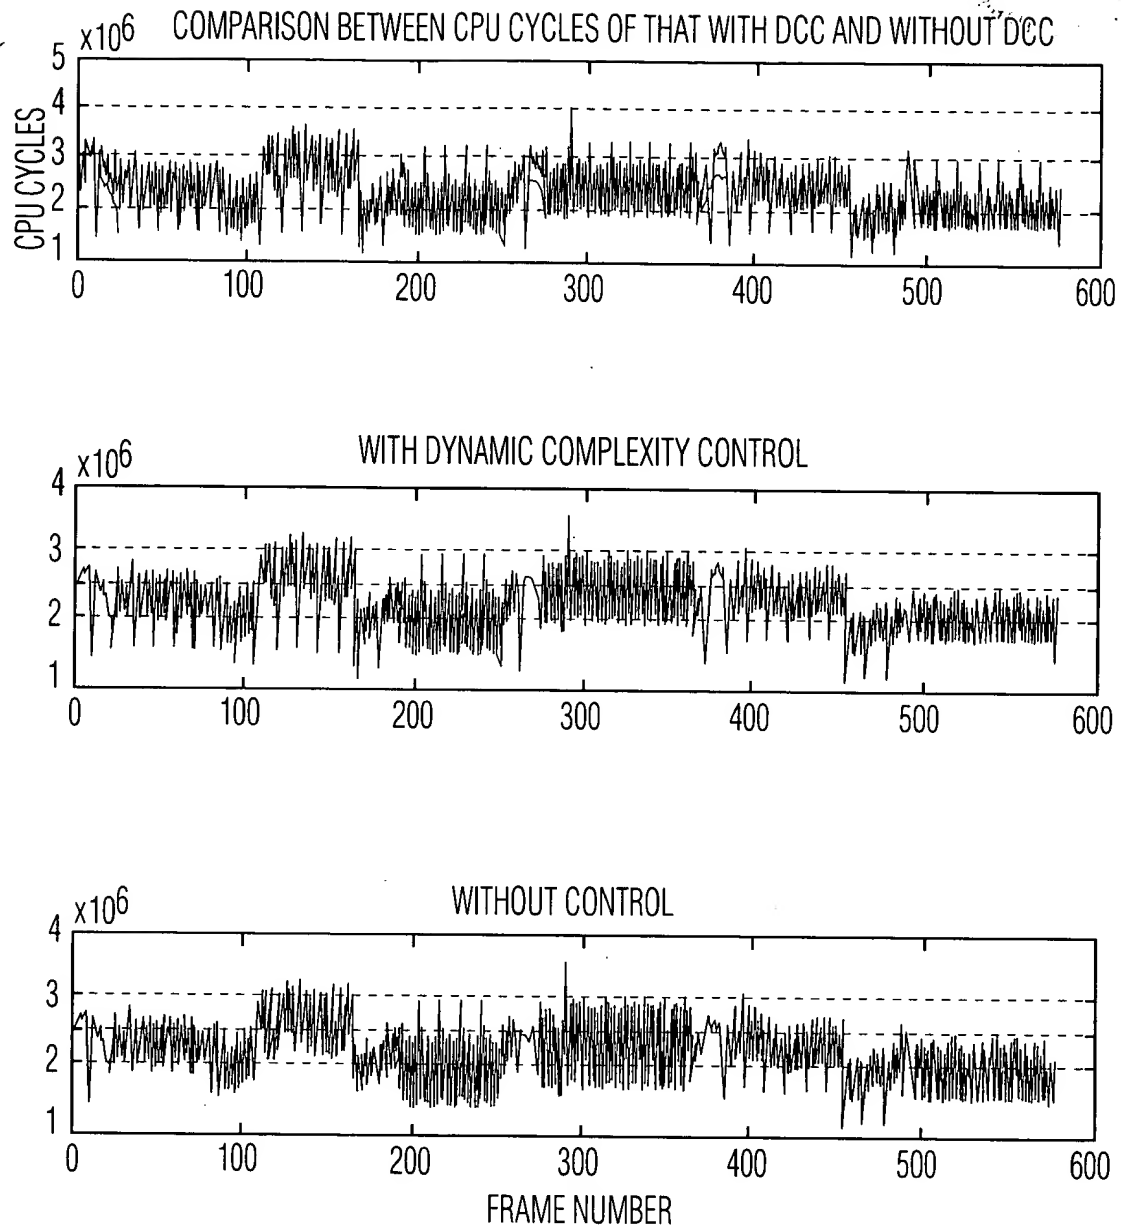 x10^6 COMPARISON BETWEEN CPU CYCLES OF THAT WITH DCC AND WITHOUT DCC
5
4
3
2
1
CPU CYCLES
0 100 200 300 400 500 600
WITH DYNAMIC COMPLEXITY CONTROL
x10^6
4
3
2
1
0 100 200 300 400 500 600
WITHOUT CONTROL
x10^6
4
3
2
1
0 100 200 300 400 500 600
FRAME NUMBER